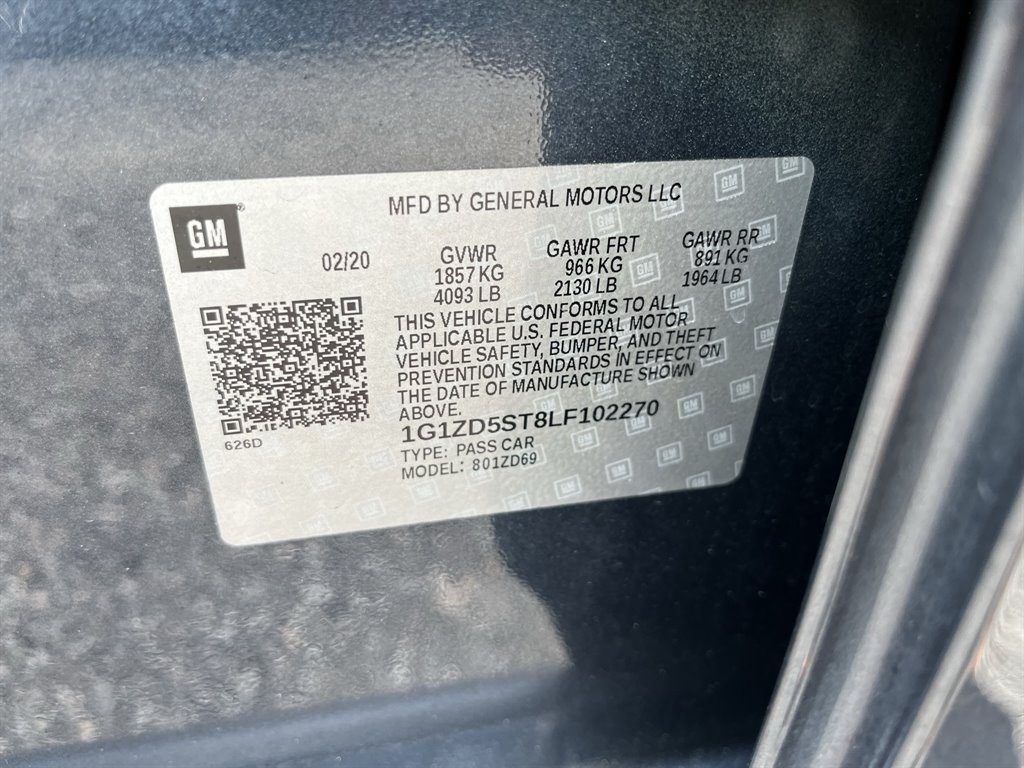 MFD BY GENERAL MOTORS LLC
GM®
02/20
GVWR
1857 KG
4093 LB
GAWR FRT
966 KG
2130 LB
GAWR RR
891 KG
1964 LB
THIS VEHICLE CONFORMS TO ALL
APPLICABLE U.S. FEDERAL MOTOR
VEHICLE SAFETY, BUMPER, AND THEFT
PREVENTION STANDARDS IN EFFECT ON
THE DATE OF MANUFACTURE SHOWN
ABOVE.
626D
1G1ZD5ST8LF102270
TYPE: PASS CAR
MODEL: 801ZD69